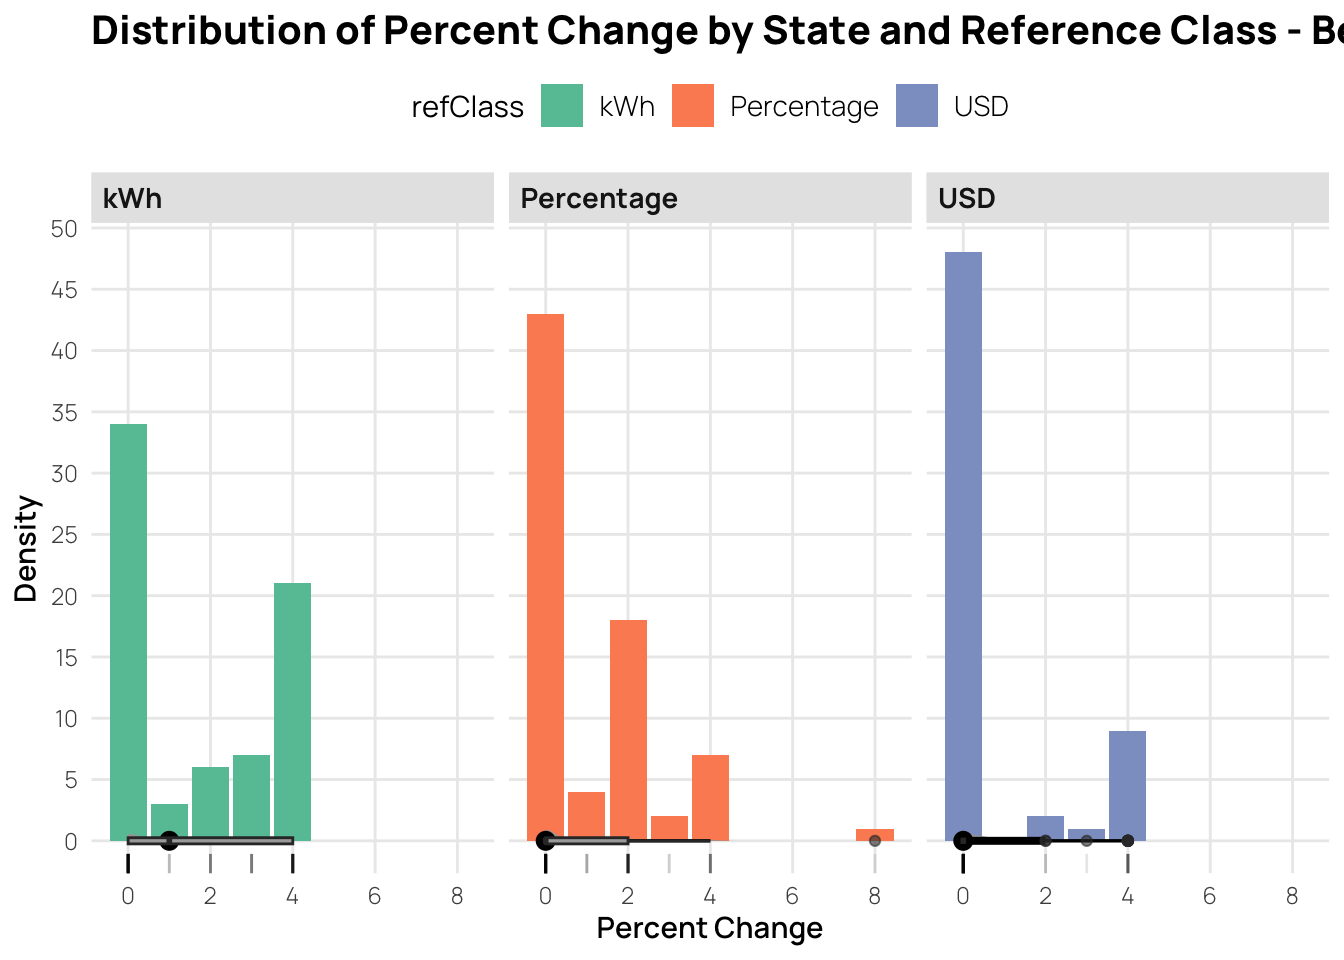 Distribution of Percent Change by State and Reference Class - Be
refClass kWh Percentage USD
kWh Percentage USD
50
45
40
35
30
25
20
15
10
5
0
Density
0 2 4 6 8 0 2 4 6 8 0 2 4 6 8
Percent Change